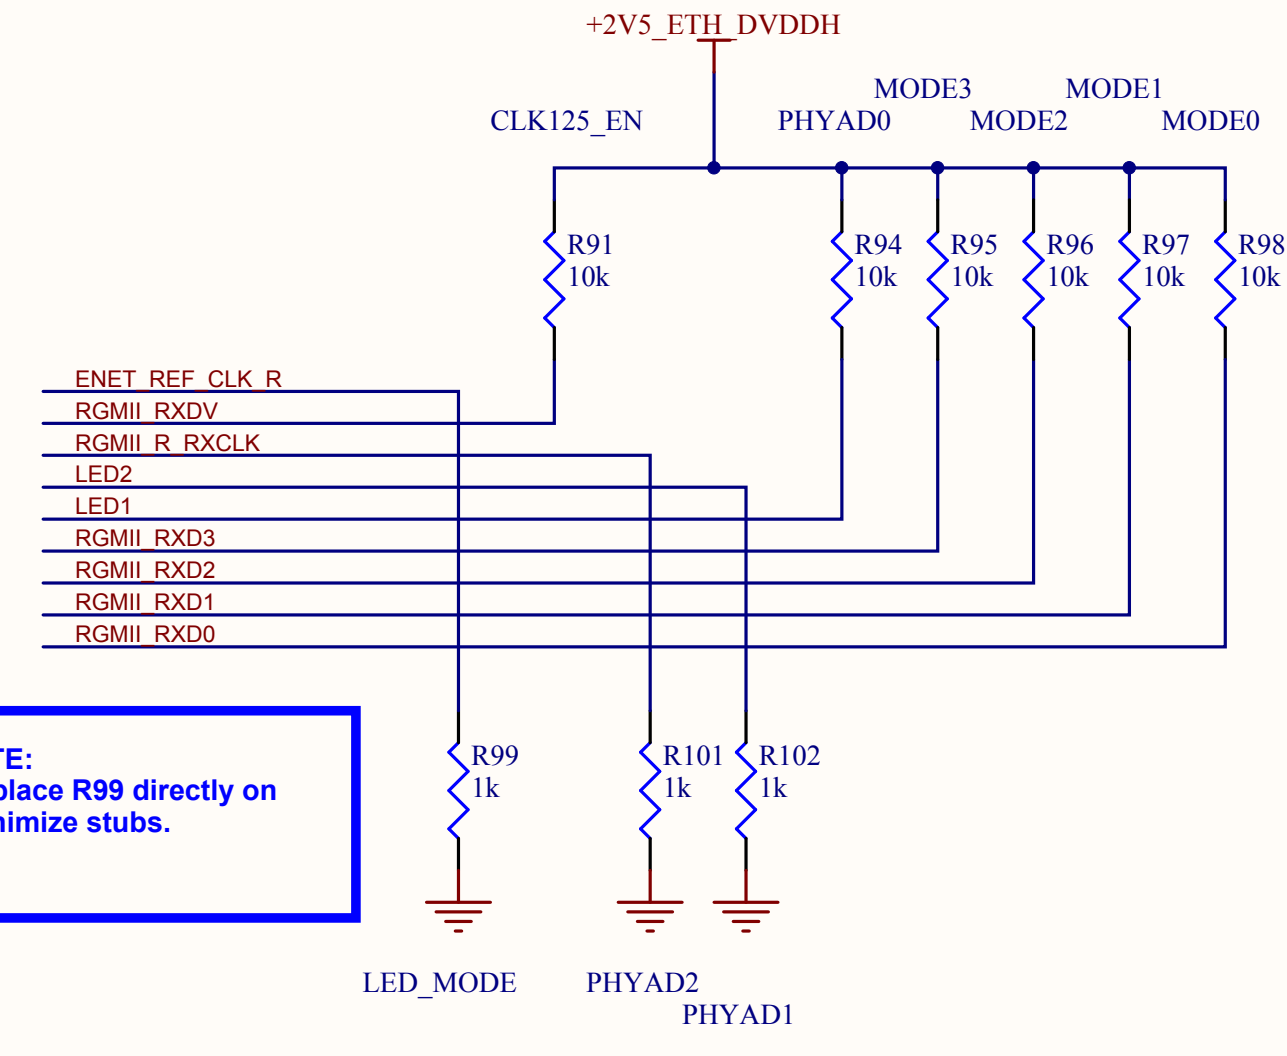 +2V5_ETH_DVDDH
MODE3
MODE1
CLK125_EN
PHYAD0
MODE2
MODE0
R91
10k
R94
10k
R95
10k
R96
10k
R97
10k
R98
10k
ENET_REF_CLK_R
RGMII_RXDV
RGMII_R_RXCLK
LED2
LED1
RGMII_RXD3
RGMII_RXD2
RGMII_RXD1
RGMII_RXD0
TE:
place R99 directly on
nimize stubs.
R99
1k
R101
1k
R102
1k
LED_MODE
PHYAD2
PHYAD1